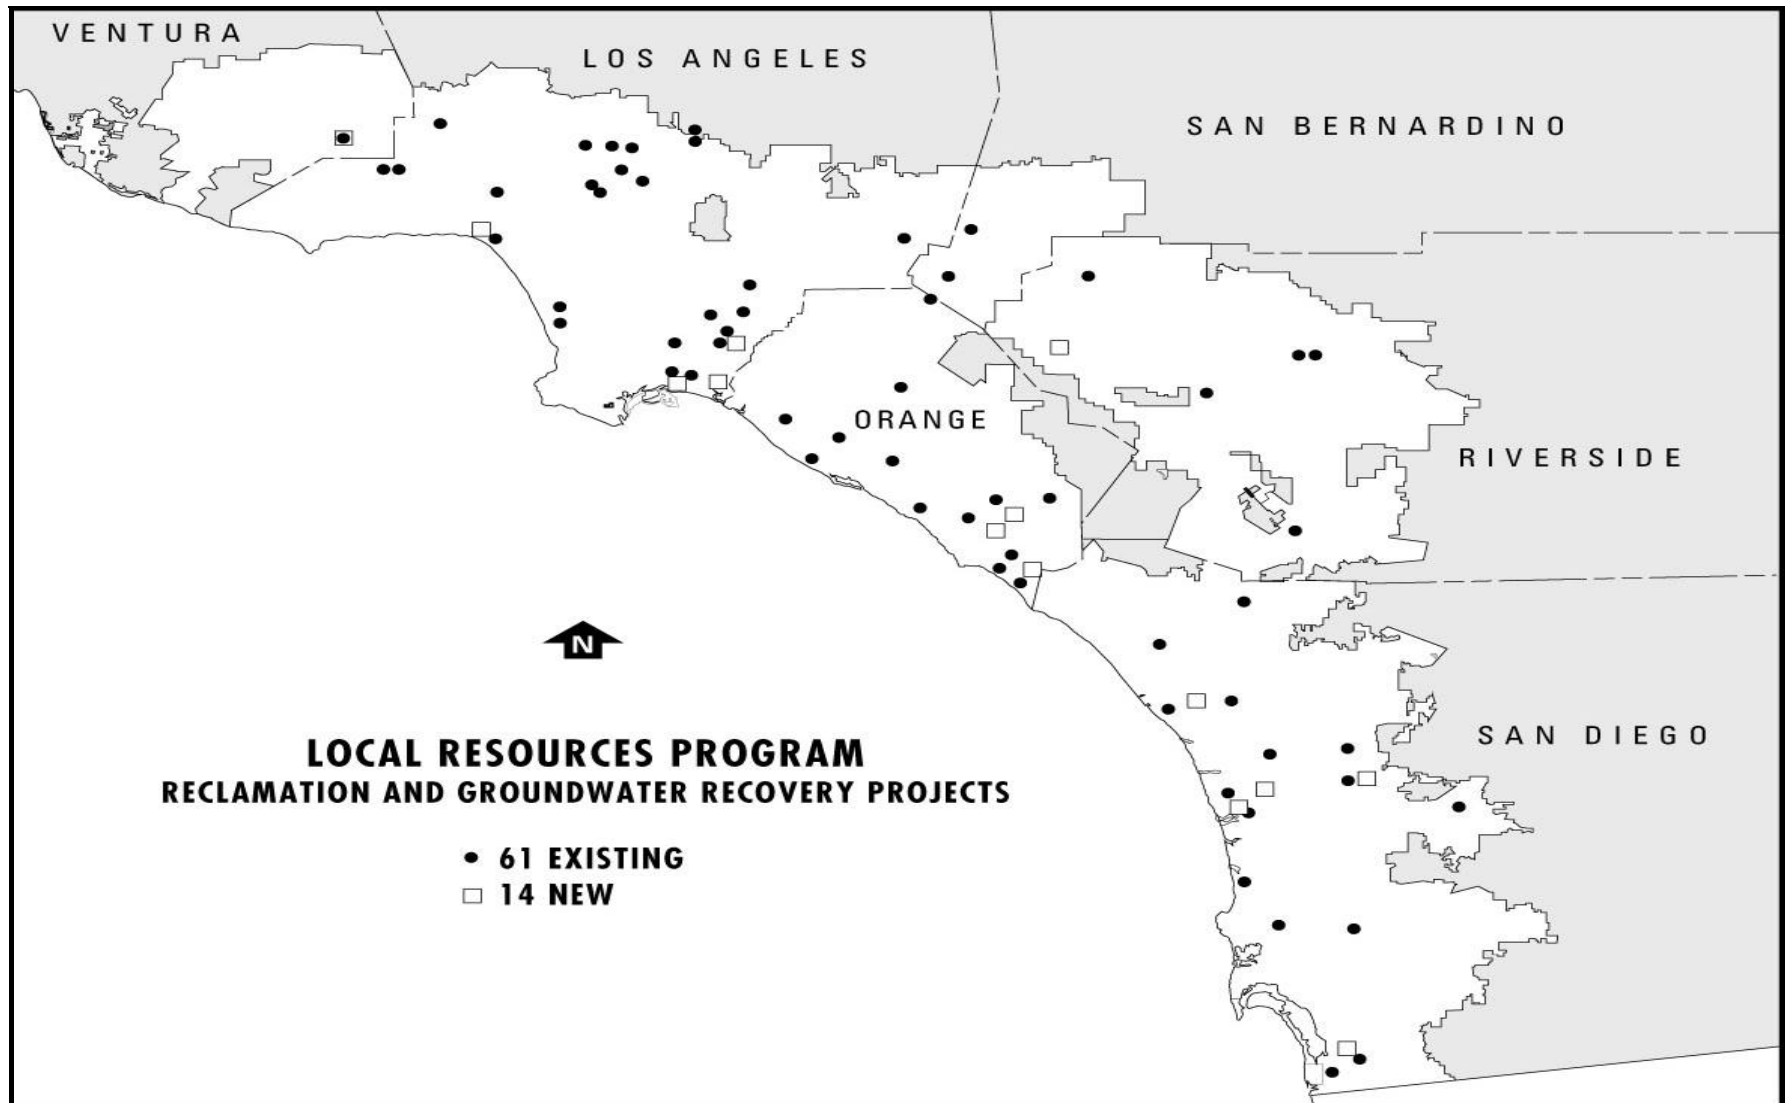 VENTURA
LOS ANGELES
SAN BERNARDINO
ORANGE
RIVERSIDE
N
SAN DIEGO
LOCAL RESOURCES PROGRAM
RECLAMATION AND GROUNDWATER RECOVERY PROJECTS
61 EXISTING
14 NEW